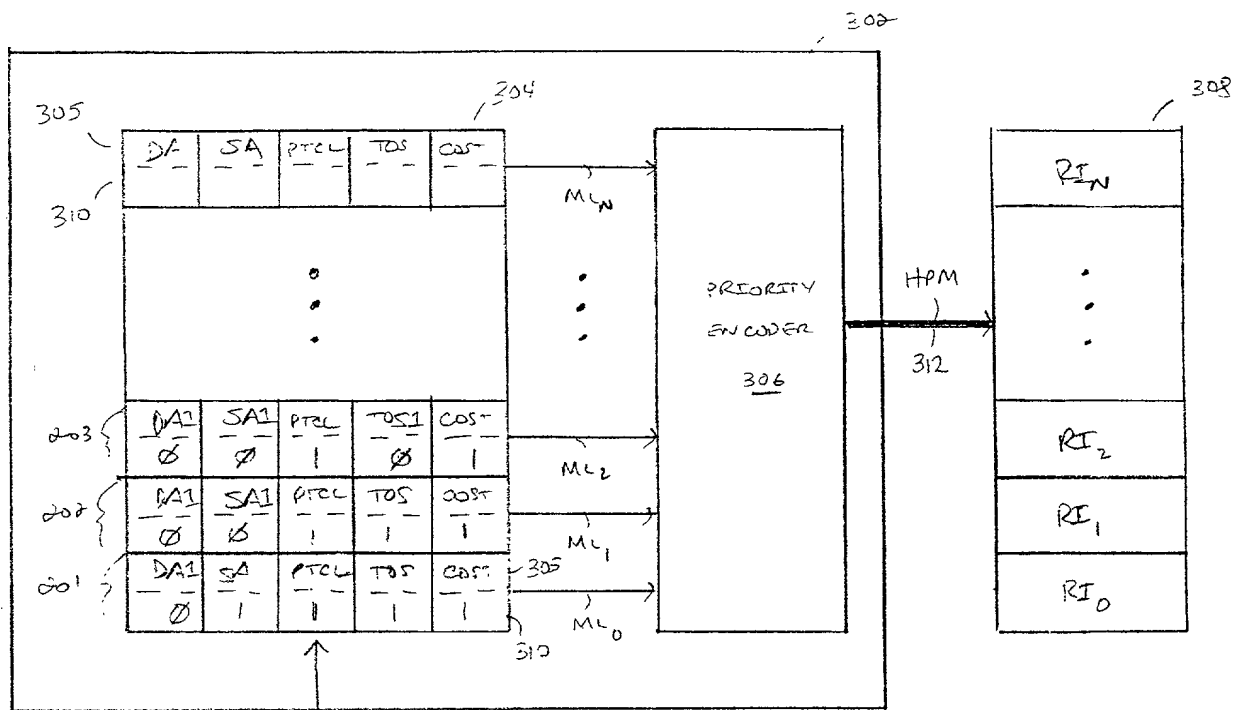 302
304
308
305
DA SA PTCL TOS COST
310
ML_N
RI_N
PRIORITY
ENCODER
306
HPM
312
203
DA1 SA1 PTCL TOS1 COST
Ø Ø 1 Ø 1
ML_2
RI_2
202
DA1 SA1 PTCL TOS COST
Ø Ø 1 1 1
ML_1
RI_1
201
DA1 SA PTCL TOS COST
Ø 1 1 1 1
305
ML_0
RI_0
310